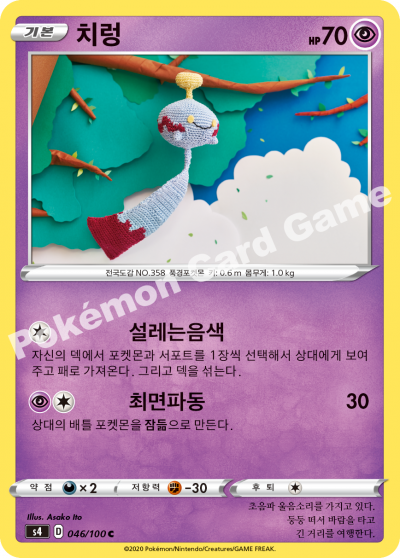 기본 치렁 HP 70
전국도감 NO.358 풍경포켓몬 키: 0.6 m 몸무게: 1.0 kg
Pokémon Card Game
설레는음색
자신의 덱에서 포켓몬과 서포트를 1장씩 선택해서 상대에게 보여
주고 패로 가져온다. 그리고 덱을 섞는다.
최면파동 30
상대의 배틀 포켓몬을 잠듦으로 만든다.
약점 ×2 저항력 -30 후퇴
Illus. Asako Ito
s4 D 046/100 C
초음파 울음소리를 가지고 있다.
둥둥 떠서 바람을 타고
긴 거리를 여행한다.
©2020 Pokémon/Nintendo/Creatures/GAME FREAK.